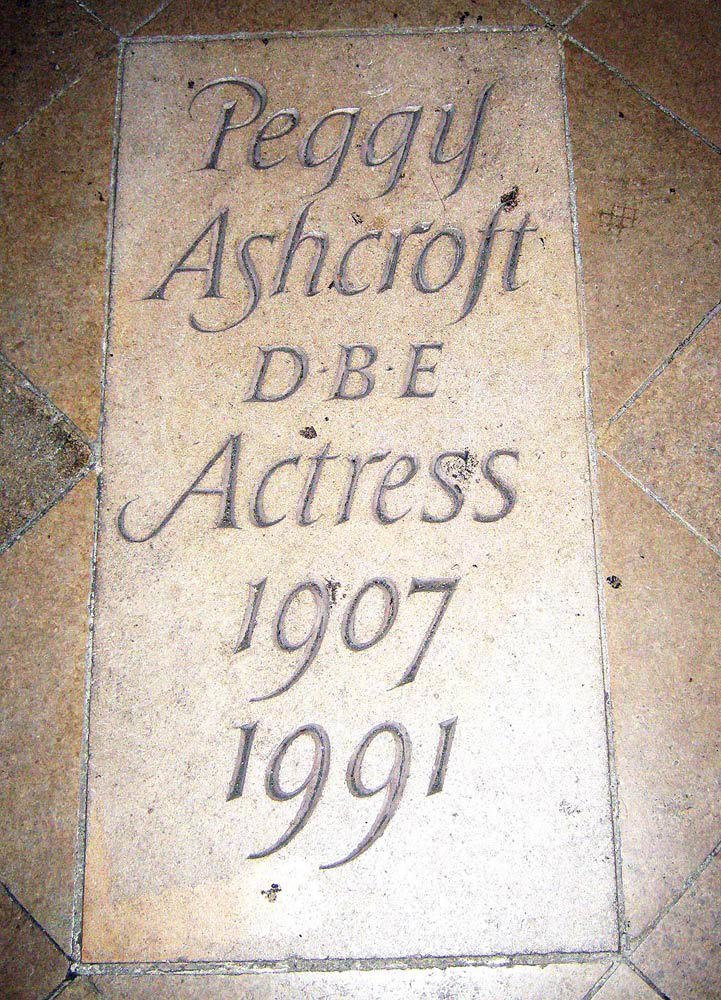 Peggy
Ashcroft
D·B·E
Actress
1907
1991